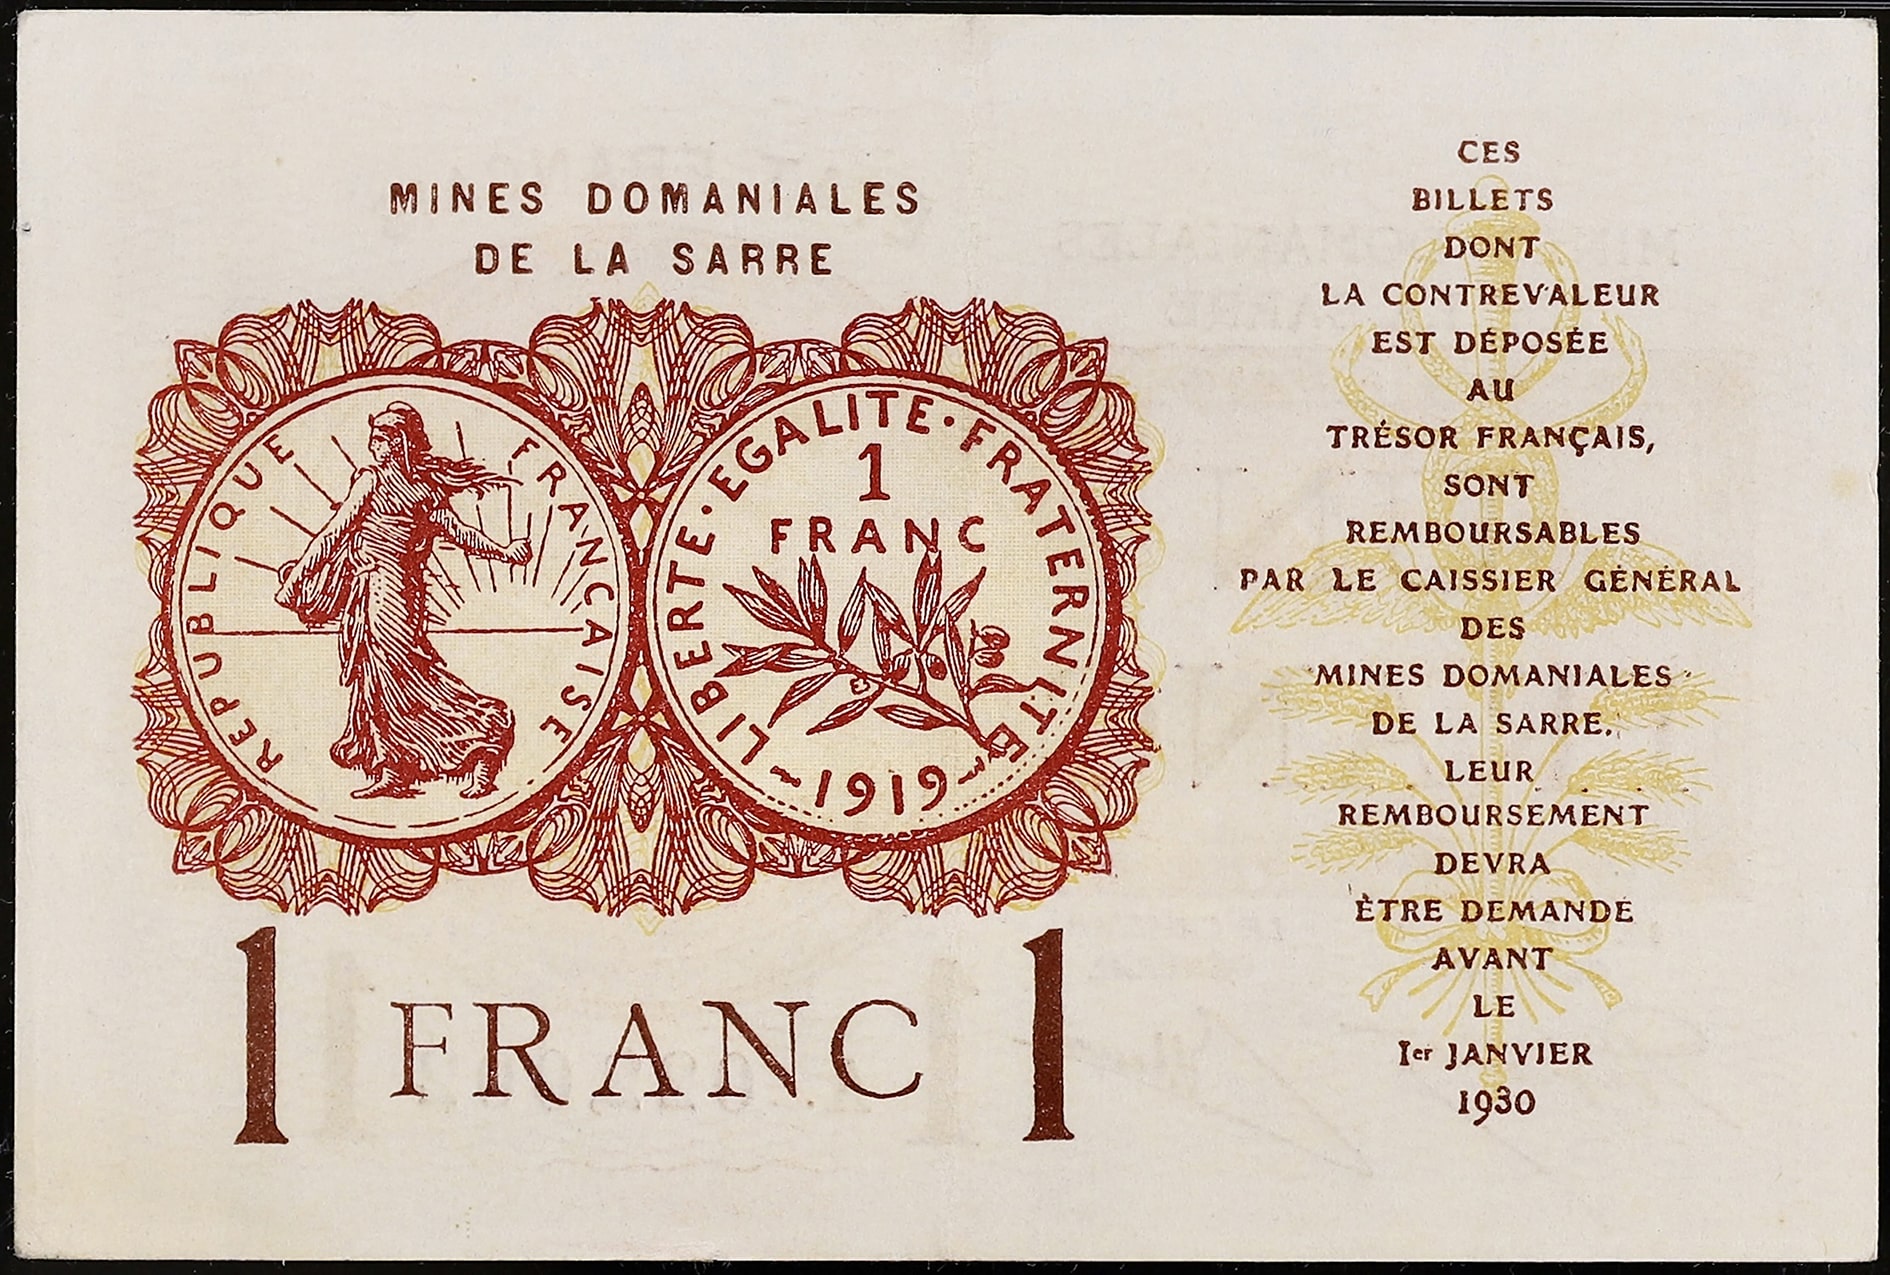 MINES DOMANIALES
DE LA SARRE
REPUBLIQUE FRANÇAISE
LIBERTE·EGALITE·FRATERNITE
1
FRANC
1919
1 FRANC 1
CES
BILLETS
DONT
LA CONTREVALEUR
EST DÉPOSÉE
AU
TRÉSOR FRANÇAIS,
SONT
REMBOURSABLES
PAR LE CAISSIER GÉNÉRAL
DES
MINES DOMANIALES
DE LA SARRE.
LEUR
REMBOURSEMENT
DEVRA
ÊTRE DEMANDÉ
AVANT
LE
1er JANVIER
1930